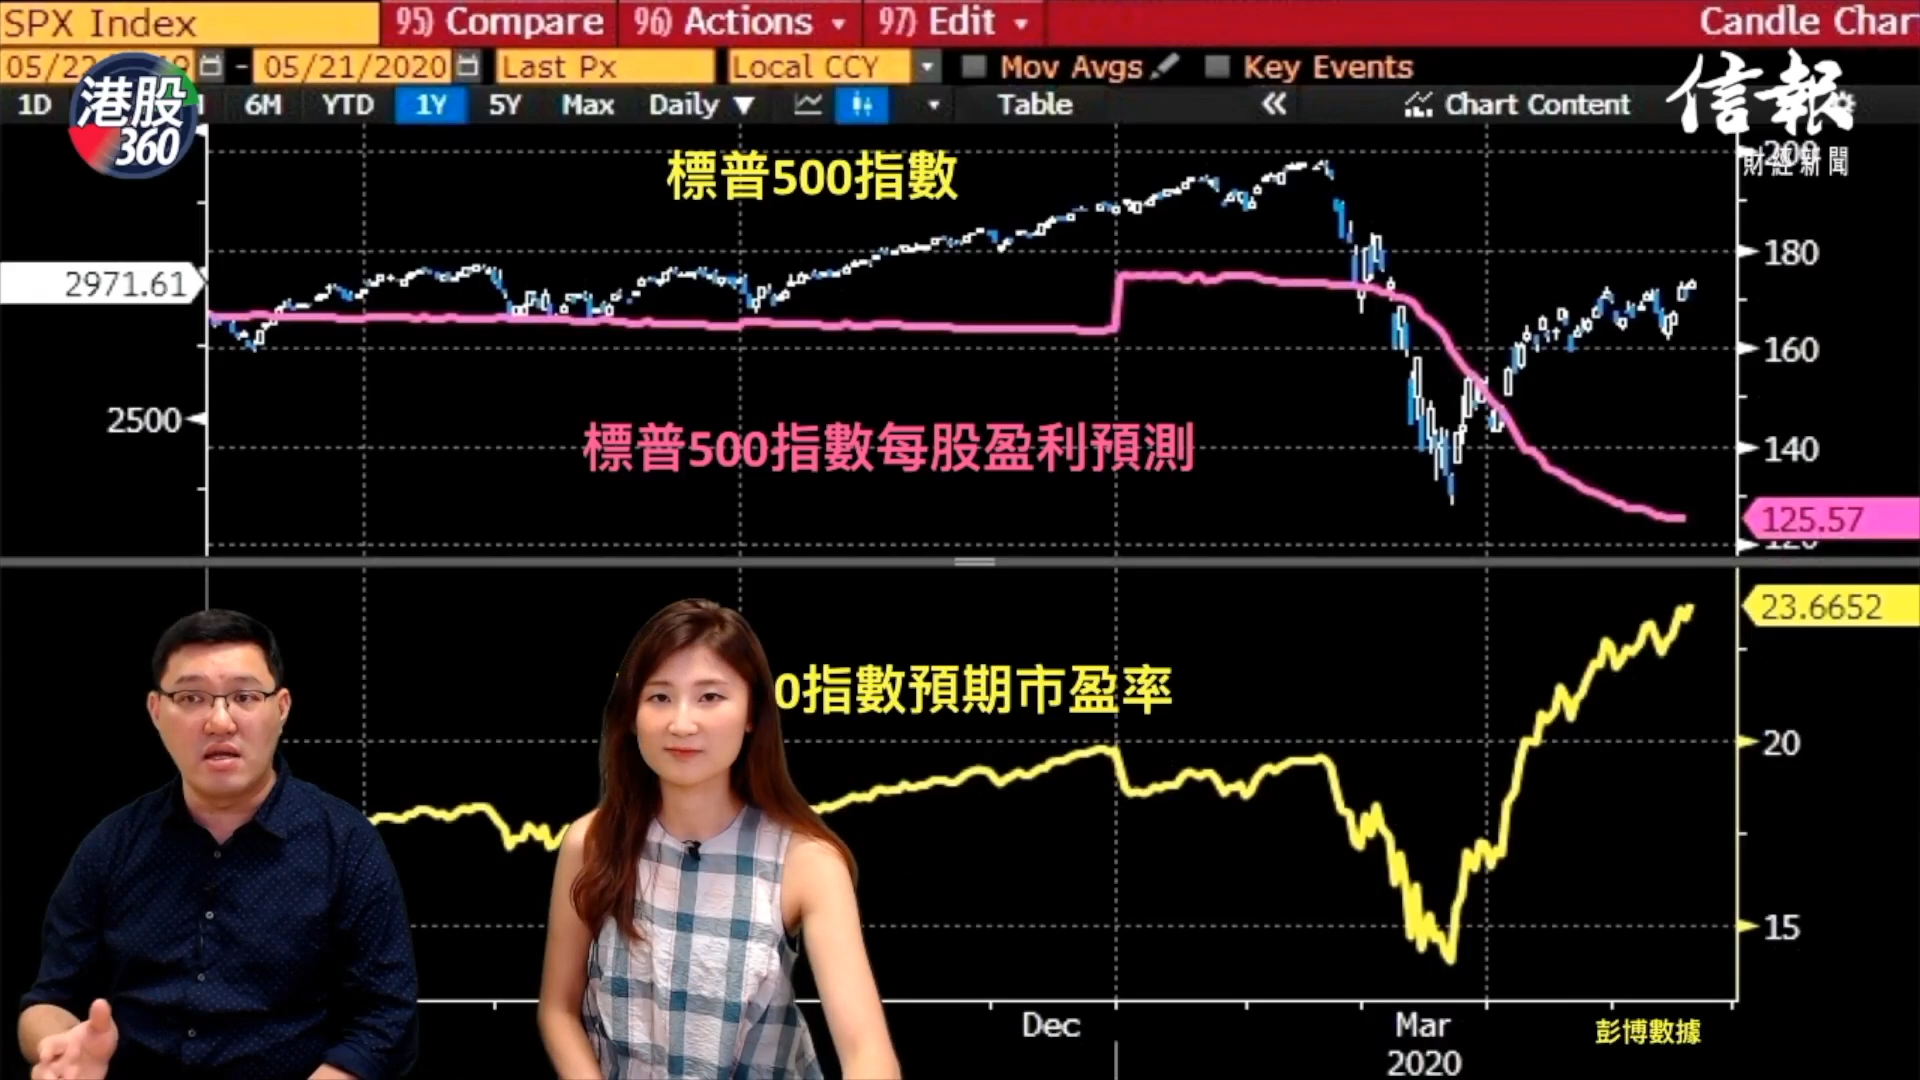 SPX Index 95) Compare 96) Actions 97) Edit Candle Char
05/22 9 - 05/21/2020 Last Px Local CCY Mov Avgs Key Events
1D 6M YTD 1Y 5Y Max Daily Table « Chart Content
港股
360
信報
財經新聞
標普500指數
200
180
2971.61
160
2500
標普500指數每股盈利預測
140
125.57
120
23.6652
0指數預期市盈率
20
15
Dec Mar
2020
彭博數據